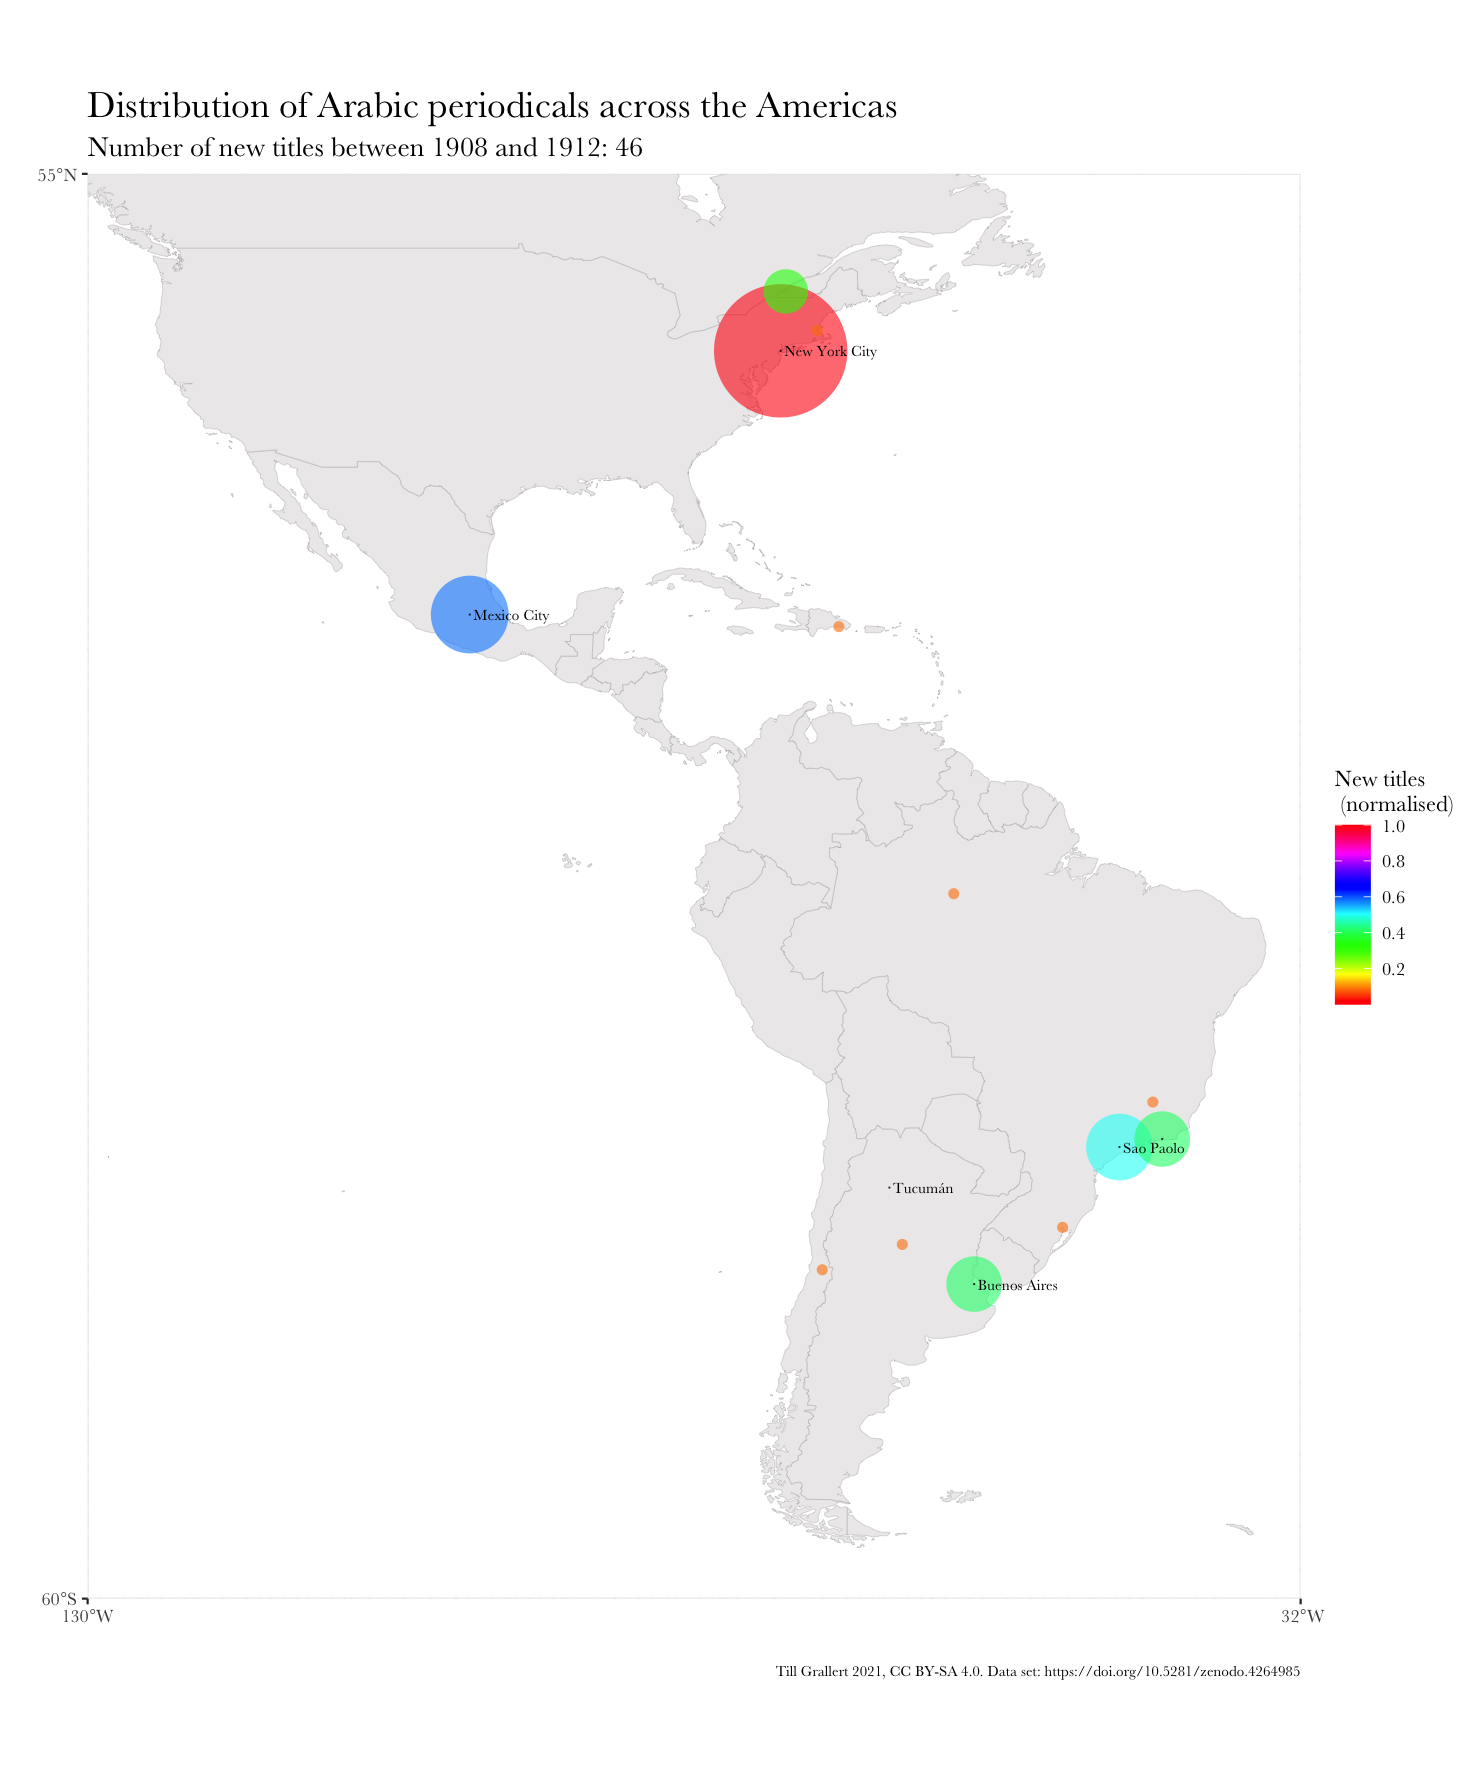 Distribution of Arabic periodicals across the Americas
Number of new titles between 1908 and 1912: 46
55°N
New York City
Mexico City
New titles
(normalised)
1.0
0.8
0.6
0.4
0.2
Sao Paolo
Tucumán
Buenos Aires
60°S
130°W
32°W
Till Grallert 2021, CC BY-SA 4.0. Data set: https://doi.org/10.5281/zenodo.4264985